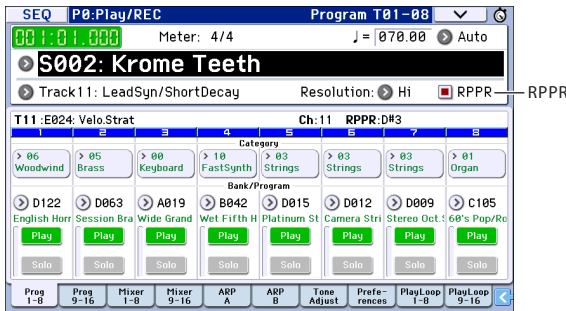 SEQ P0:Play/REC Program T01-08
001:01.000 Meter: 4/4 ♩= 070.00 Auto
S002: Krome Teeth
Track11: LeadSyn/ShortDecay Resolution: Hi RPPR RPPR
T11 :E024: Velo.Strat Ch:11 RPPR:D#3
1 2 3 4 5 6 7 8
Category
06 05 00 10 03 03 03 01
Woodwind Brass Keyboard FastSynth Strings Strings Strings Organ
Bank/Program
D122 D063 A019 B042 D015 D012 D009 C105
English Horr Session Bra Wide Grand Wet Fifth H Platinum St Camera Stri Stereo Oct. 60's Pop/Ro
Play Play Play Play Play Play Play Play
Solo Solo Solo Solo Solo Solo Solo Solo
Prog Prog Mixer Mixer ARP ARP Tone Prefe- PlayLoop PlayLoop
1-8 9-16 1-8 9-16 A B Adjust rences 1-8 9-16